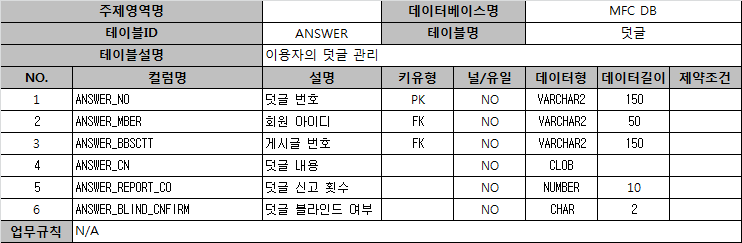 주제영역명 데이터베이스명 MFC DB
테이블ID ANSWER 테이블명 덧글
테이블설명 이용자의 덧글 관리
NO. 컬럼명 설명 키유형 널/유일 데이터형 데이터길이 제약조건
1 ANSWER_NO 덧글 번호 PK NO VARCHAR2 150
2 ANSWER_MBER 회원 아이디 FK NO VARCHAR2 50
3 ANSWER_BBSCTT 게시글 번호 FK NO VARCHAR2 150
4 ANSWER_CN 덧글 내용 NO CLOB
5 ANSWER_REPORT_CO 덧글 신고 횟수 NO NUMBER 10
6 ANSWER_BLIND_CNFIRM 덧글 블라인드 여부 NO CHAR 2
업무규칙 N/A